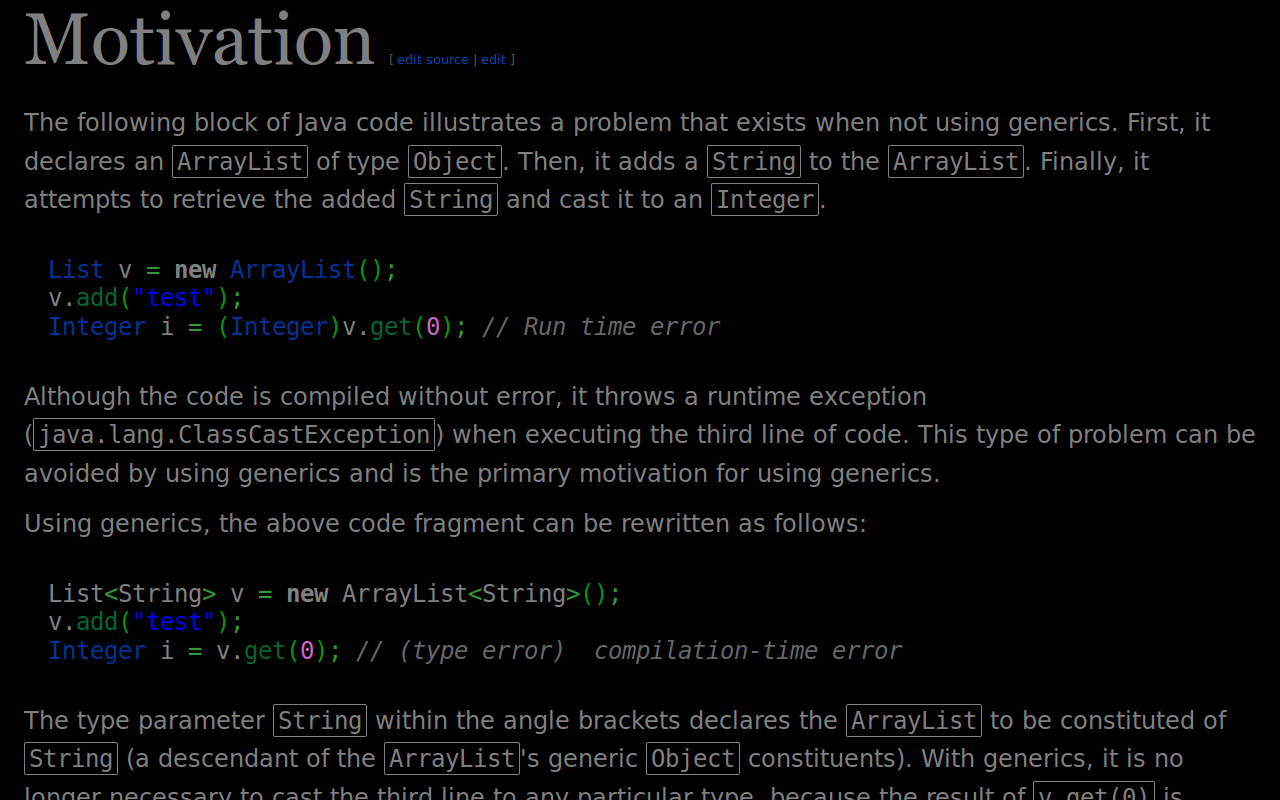 Motivation [ edit source | edit ]
The following block of Java code illustrates a problem that exists when not using generics. First, it
declares an ArrayList of type Object. Then, it adds a String to the ArrayList. Finally, it
attempts to retrieve the added String and cast it to an Integer.
List v = new ArrayList();
v.add("test");
Integer i = (Integer)v.get(0); // Run time error
Although the code is compiled without error, it throws a runtime exception
(java.lang.ClassCastException) when executing the third line of code. This type of problem can be
avoided by using generics and is the primary motivation for using generics.
Using generics, the above code fragment can be rewritten as follows:
List<String> v = new ArrayList<String>();
v.add("test");
Integer i = v.get(0); // (type error)  compilation-time error
The type parameter String within the angle brackets declares the ArrayList to be constituted of
String (a descendant of the ArrayList's generic Object constituents). With generics, it is no
longer necessary to cast the third line to any particular type, because the result of v.get(0) is